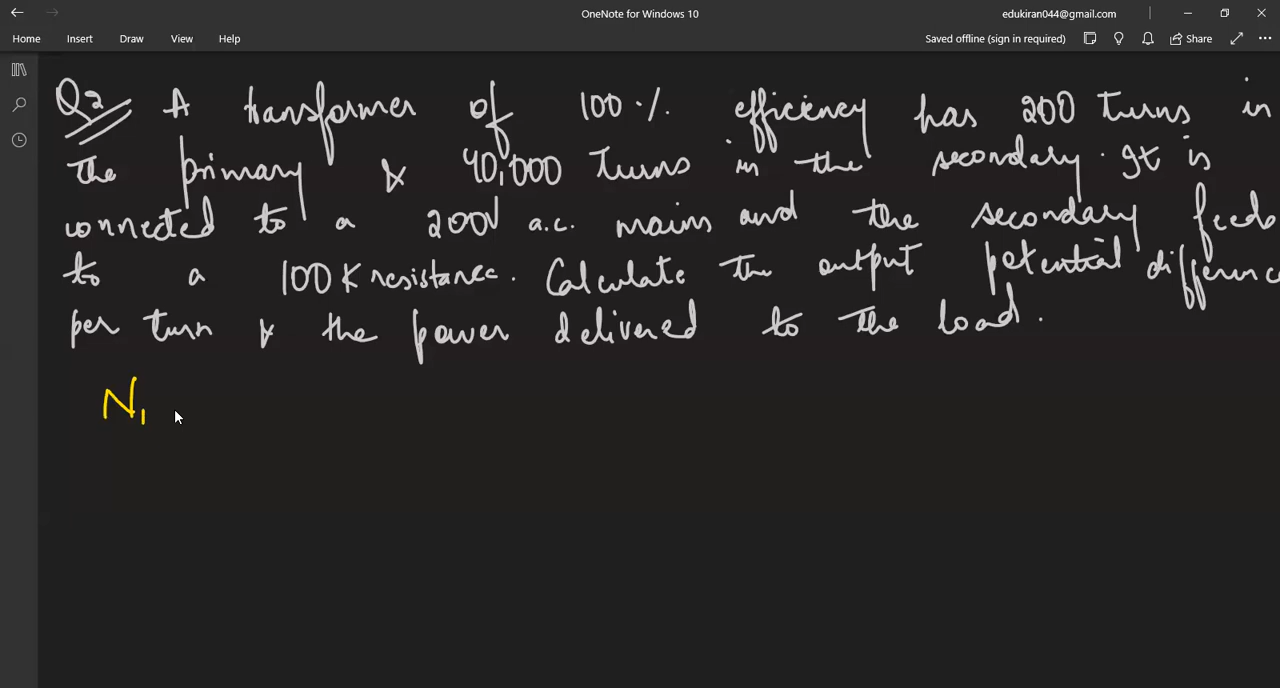 OneNote for Windows 10
edukiran044@gmail.com
Home Insert Draw View Help
Saved offline (sign in required)
Share
Q2 A transformer of 100 % efficiency has 200 turns in
the primary & 40,000 turns in the secondary. It is
connected to a 200V a.c. mains and the secondary feeds
to a 100K resistance. Calculate the output potential difference
per turn & the power delivered to the load.
N1